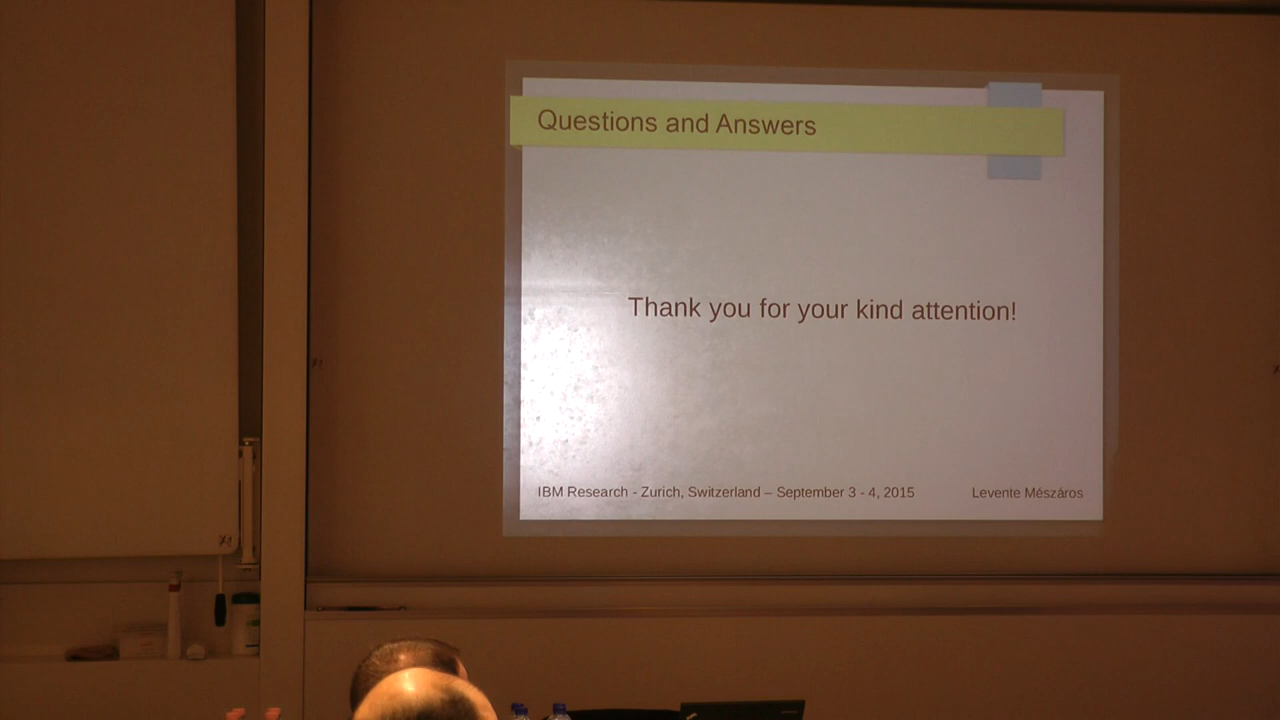 Questions and Answers
Thank you for your kind attention!
IBM Research - Zurich, Switzerland – September 3 - 4, 2015
Levente Mészáros